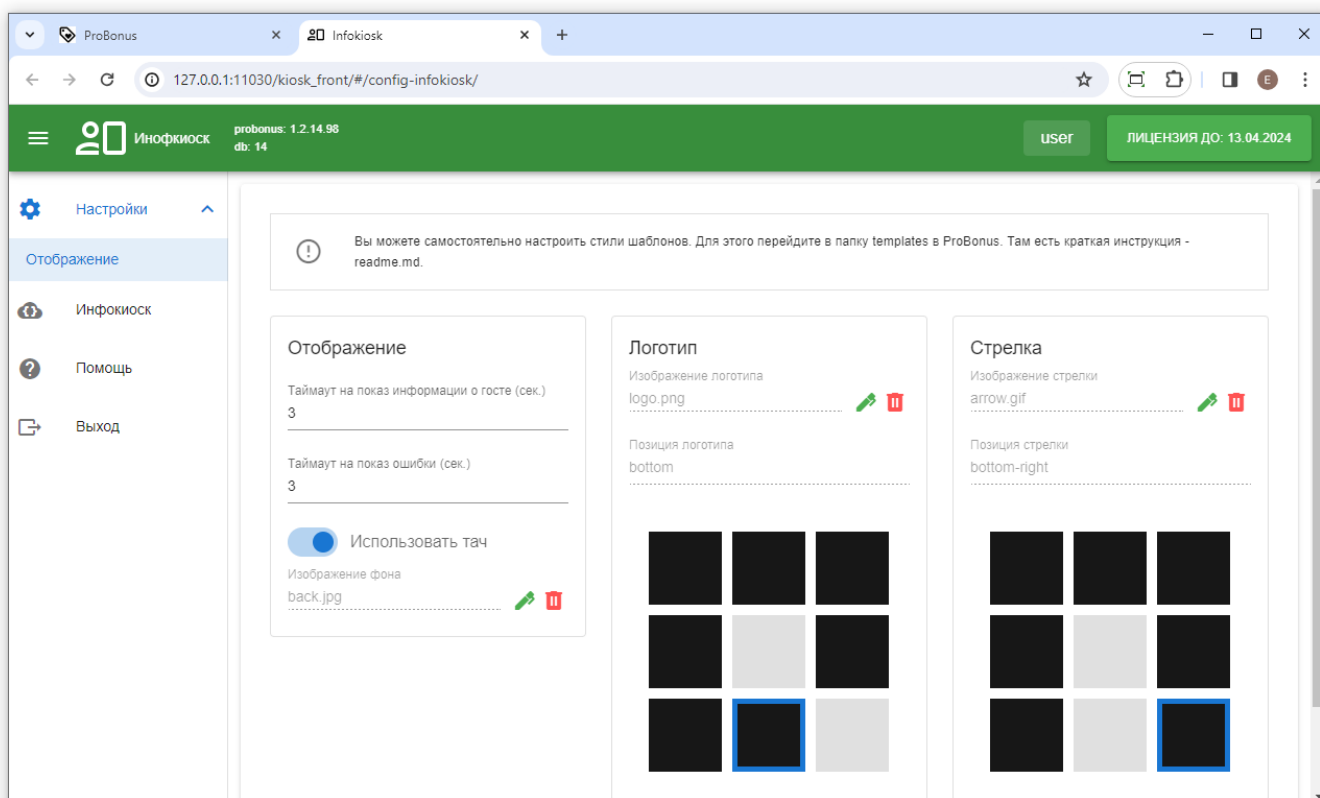 ProBonus
Infokiosk
127.0.0.1:11030/kiosk_front/#/config-infokiosk/
E
Инофкиоск
probonus: 1.2.14.98
db: 14
user
ЛИЦЕНЗИЯ ДО: 13.04.2024
Настройки
Отображение
Инфокиоск
Помощь
Выход
Вы можете самостоятельно настроить стили шаблонов. Для этого перейдите в папку templates в ProBonus. Там есть краткая инструкция -
readme.md.
Отображение
Таймаут на показ информации о госте (сек.)
3
Таймаут на показ ошибки (сек.)
3
Использовать тач
Изображение фона
back.jpg
Логотип
Изображение логотипа
logo.png
Позиция логотипа
bottom
Стрелка
Изображение стрелки
arrow.gif
Позиция стрелки
bottom-right